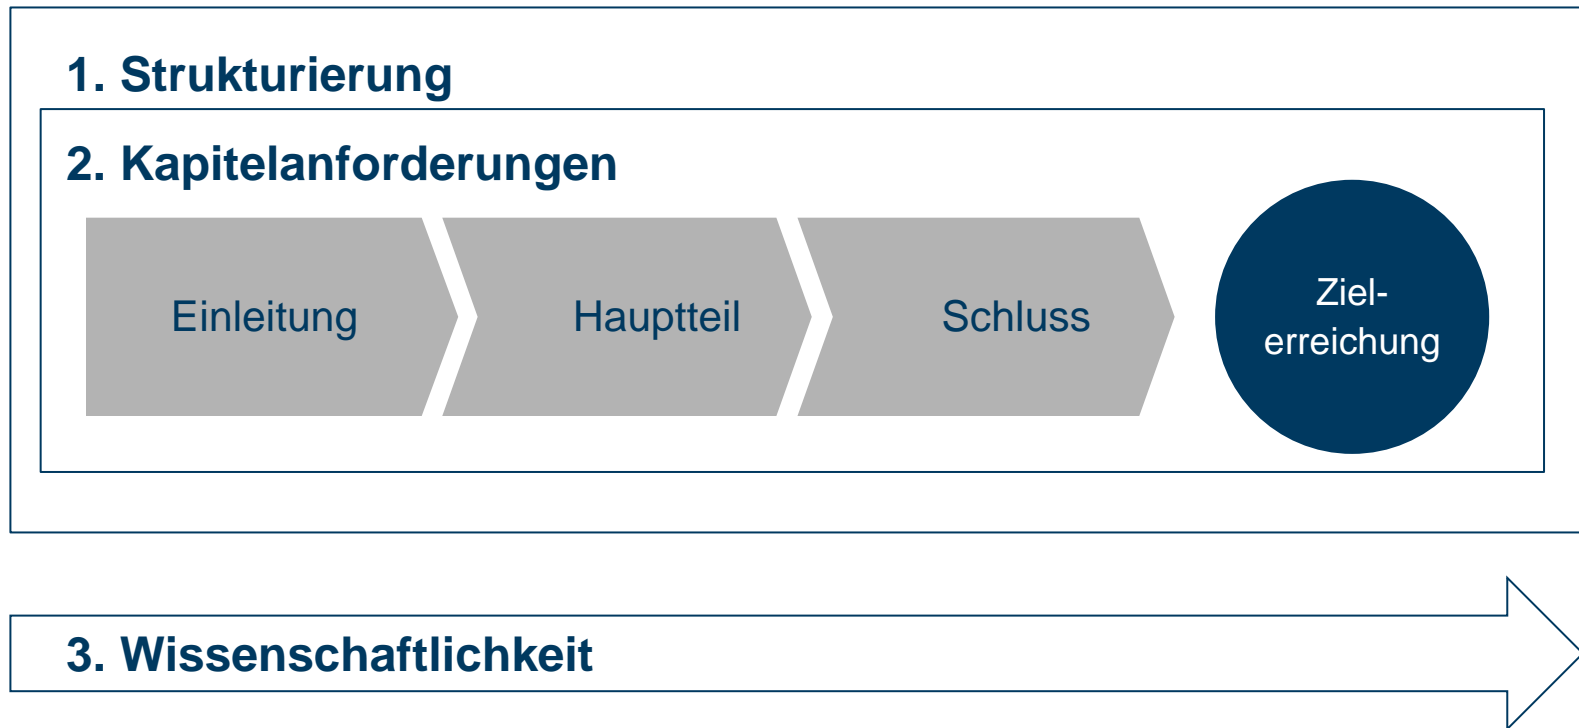 1. Strukturierung
2. Kapitelanforderungen
Einleitung
Hauptteil
Schluss
Ziel-
erreichung
3. Wissenschaftlichkeit